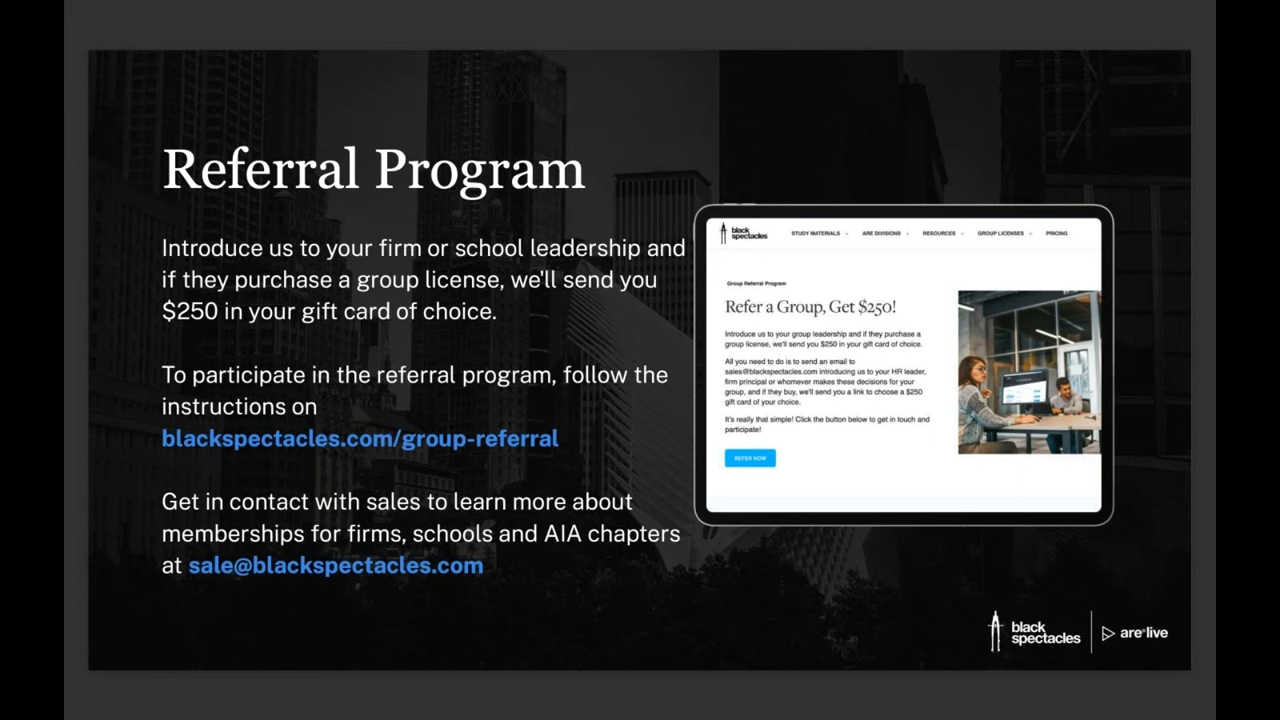 Referral Program
Introduce us to your firm or school leadership and
if they purchase a group license, we'll send you
$250 in your gift card of choice.
To participate in the referral program, follow the
instructions on
blackspectacles.com/group-referral
Get in contact with sales to learn more about
memberships for firms, schools and AIA chapters
at sale@blackspectacles.com
black
spectacles
STUDY MATERIALS ARE DIVISIONS RESOURCES GROUP LICENSES PRICING
Group Referral Program
Refer a Group, Get $250!
Introduce us to your group leadership and if they purchase a
group license, we'll send you $250 in your gift card of choice.
All you need to do is to send an email to
sales@blackspectacles.com introducing us to your HR leader,
firm principal or whomever makes these decisions for your
group, and if they buy, we'll send you a link to choose a $250
gift card of your choice.
It's really that simple! Click the button below to get in touch and
participate!
REFER NOW
black
spectacles
are®live